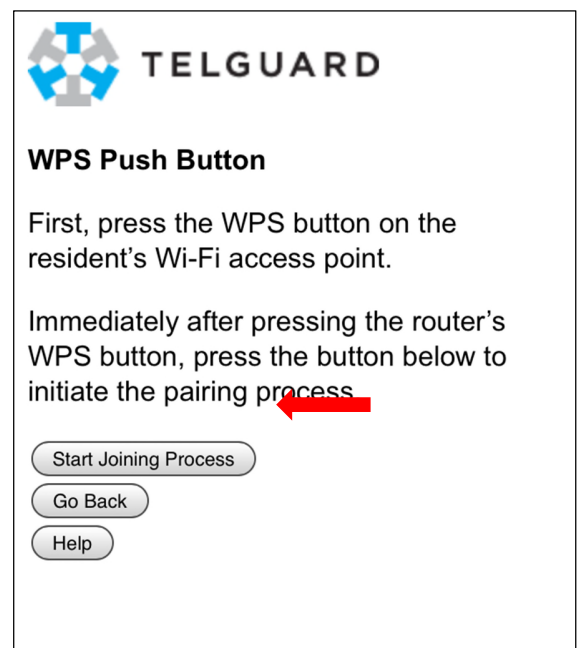 TELGUARD
WPS Push Button
First, press the WPS button on the
resident’s Wi-Fi access point.
Immediately after pressing the router’s
WPS button, press the button below to
initiate the pairing process.
Start Joining Process
Go Back
Help